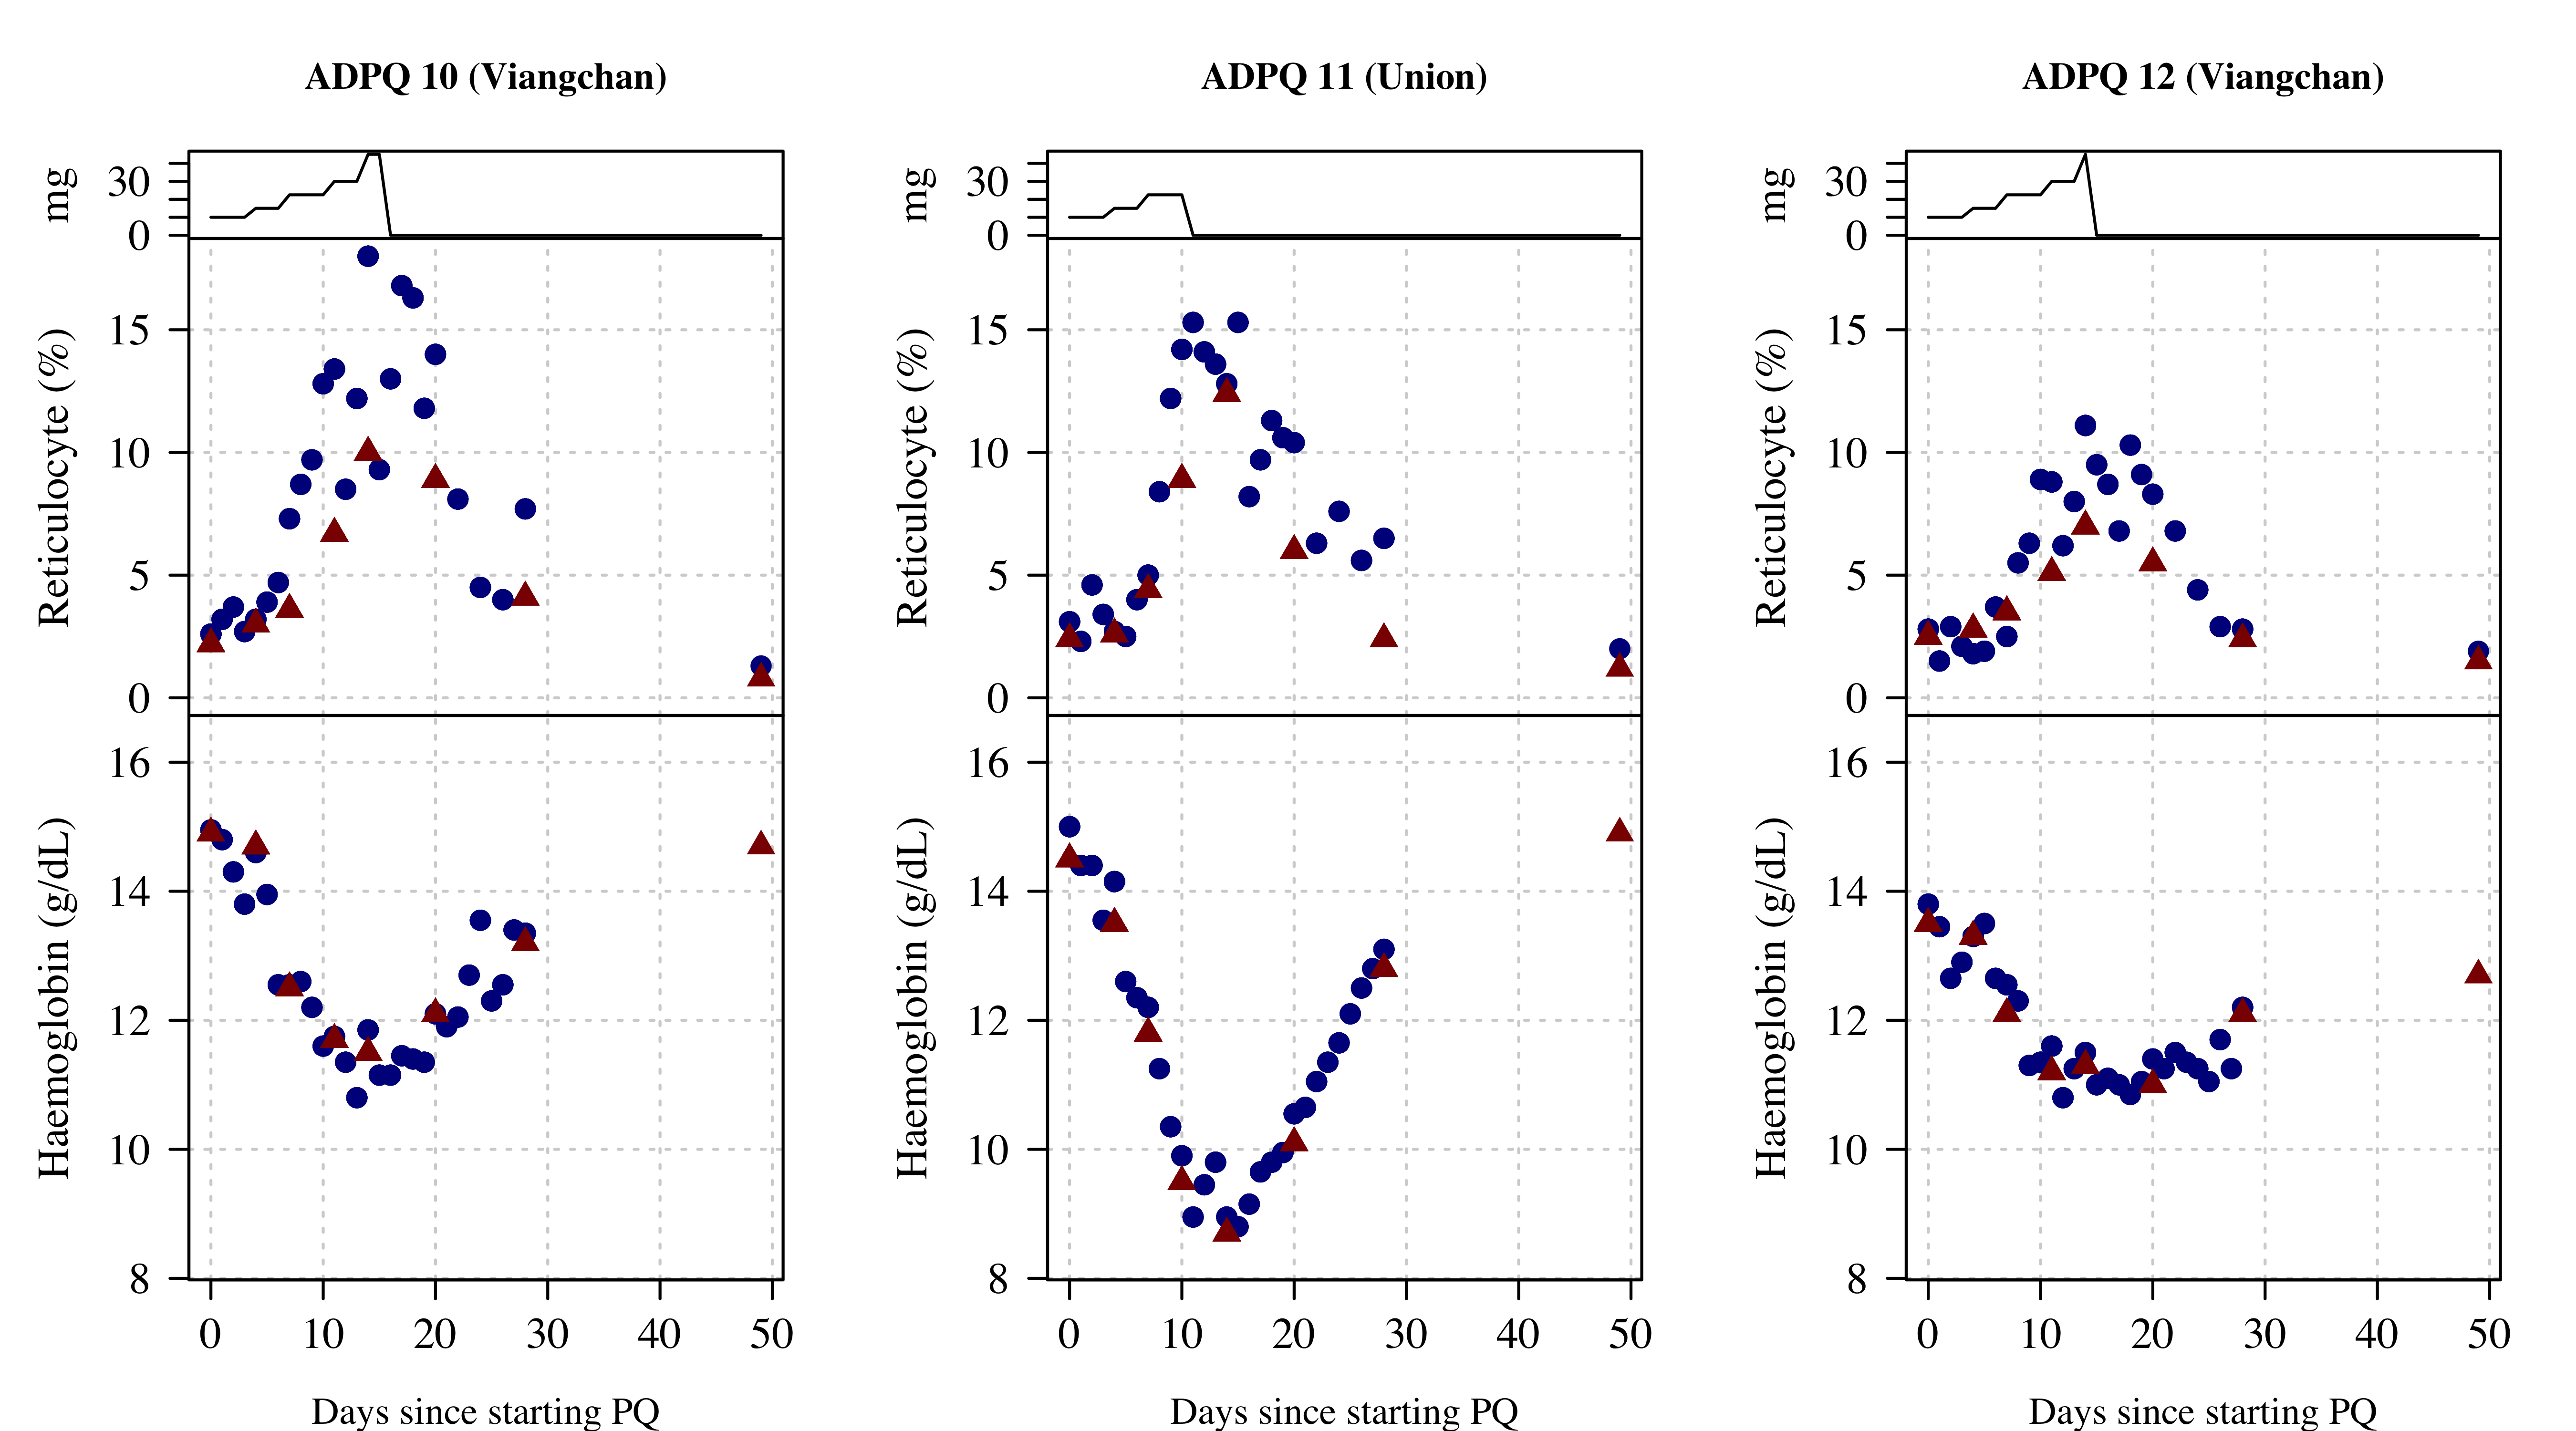 ADPQ 10 (Viangchan)
mg
30
0
Reticulocyte (%)
15
10
5
0
Haemoglobin (g/dL)
16
14
12
10
8
0 10 20 30 40 50
Days since starting PQ
ADPQ 11 (Union)
mg
30
0
Reticulocyte (%)
15
10
5
0
Haemoglobin (g/dL)
16
14
12
10
8
0 10 20 30 40 50
Days since starting PQ
ADPQ 12 (Viangchan)
mg
30
0
Reticulocyte (%)
15
10
5
0
Haemoglobin (g/dL)
16
14
12
10
8
0 10 20 30 40 50
Days since starting PQ